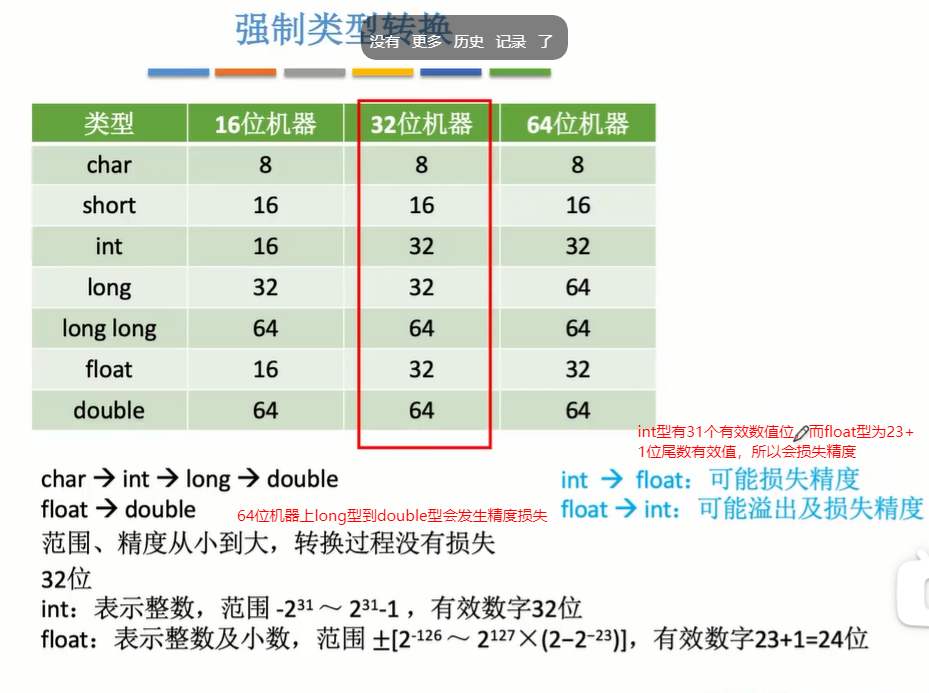 强制类型转换
没有 更多 历史 记录 了
类型 16位机器 32位机器 64位机器
char 8 8 8
short 16 16 16
int 16 32 32
long 32 32 64
long long 64 64 64
float 16 32 32
double 64 64 64
int型有31个有效数值位,而float型为23+
1位尾数有效值，所以会损失精度
char → int → long → double
int → float：可能损失精度
float → double
64位机器上long型到double型会发生精度损失
float → int：可能溢出及损失精度
范围、精度从小到大，转换过程没有损失
32位
int：表示整数，范围 -2³¹ ～ 2³¹-1 ，有效数字32位
float：表示整数及小数，范围 ±[2⁻¹²⁶ ～ 2¹²⁷×(2−2⁻²³)]，有效数字23+1=24位